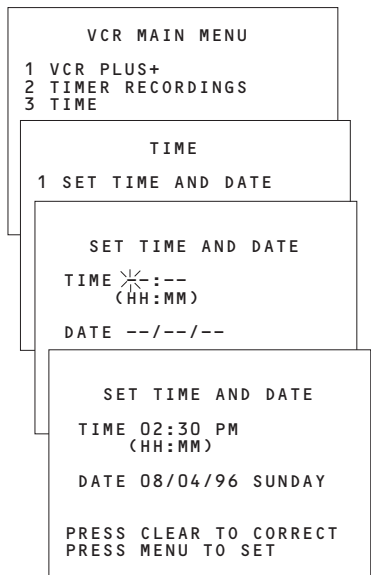 VCR MAIN MENU
1 VCR PLUS+
2 TIMER RECORDINGS
3 TIME
TIME
1 SET TIME AND DATE
SET TIME AND DATE
TIME --:--
(HH:MM)
DATE --/--/--
SET TIME AND DATE
TIME 02:30 PM
(HH:MM)
DATE 08/04/96 SUNDAY
PRESS CLEAR TO CORRECT
PRESS MENU TO SET